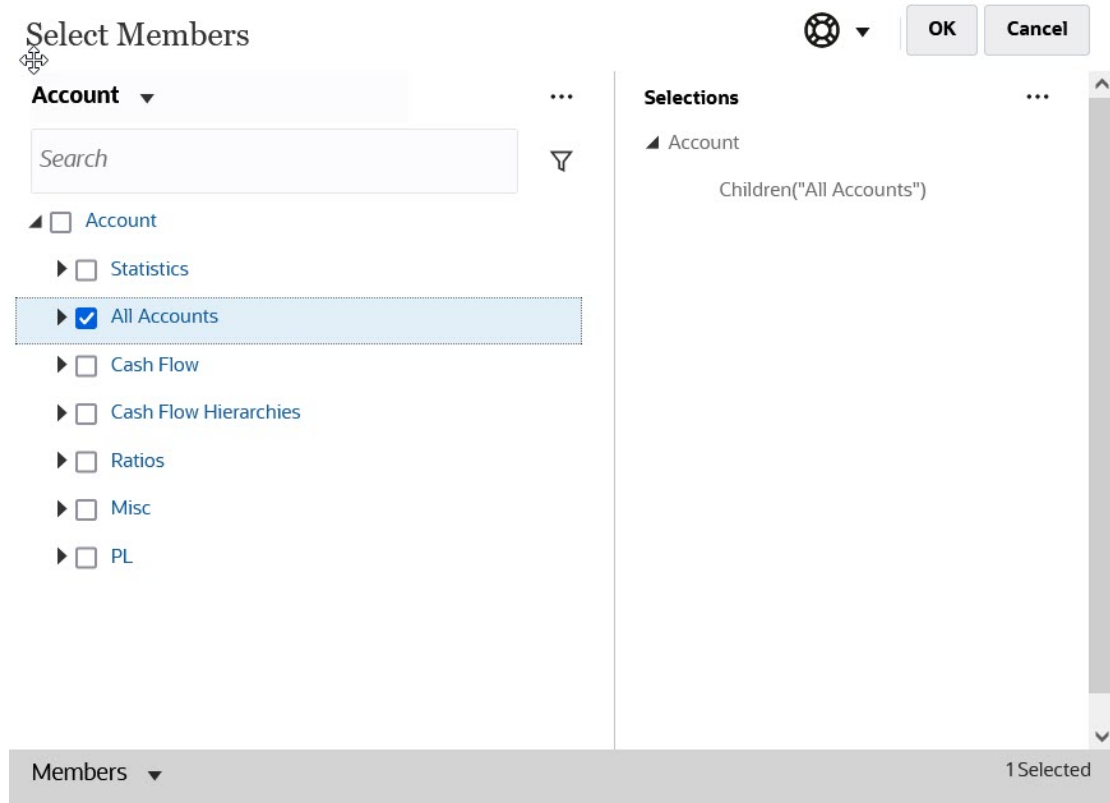 Select Members
OK
Cancel
Account
...
Search
Account
Statistics
All Accounts
Cash Flow
Cash Flow Hierarchies
Ratios
Misc
PL
Selections
...
Account
Children("All Accounts")
Members
1 Selected